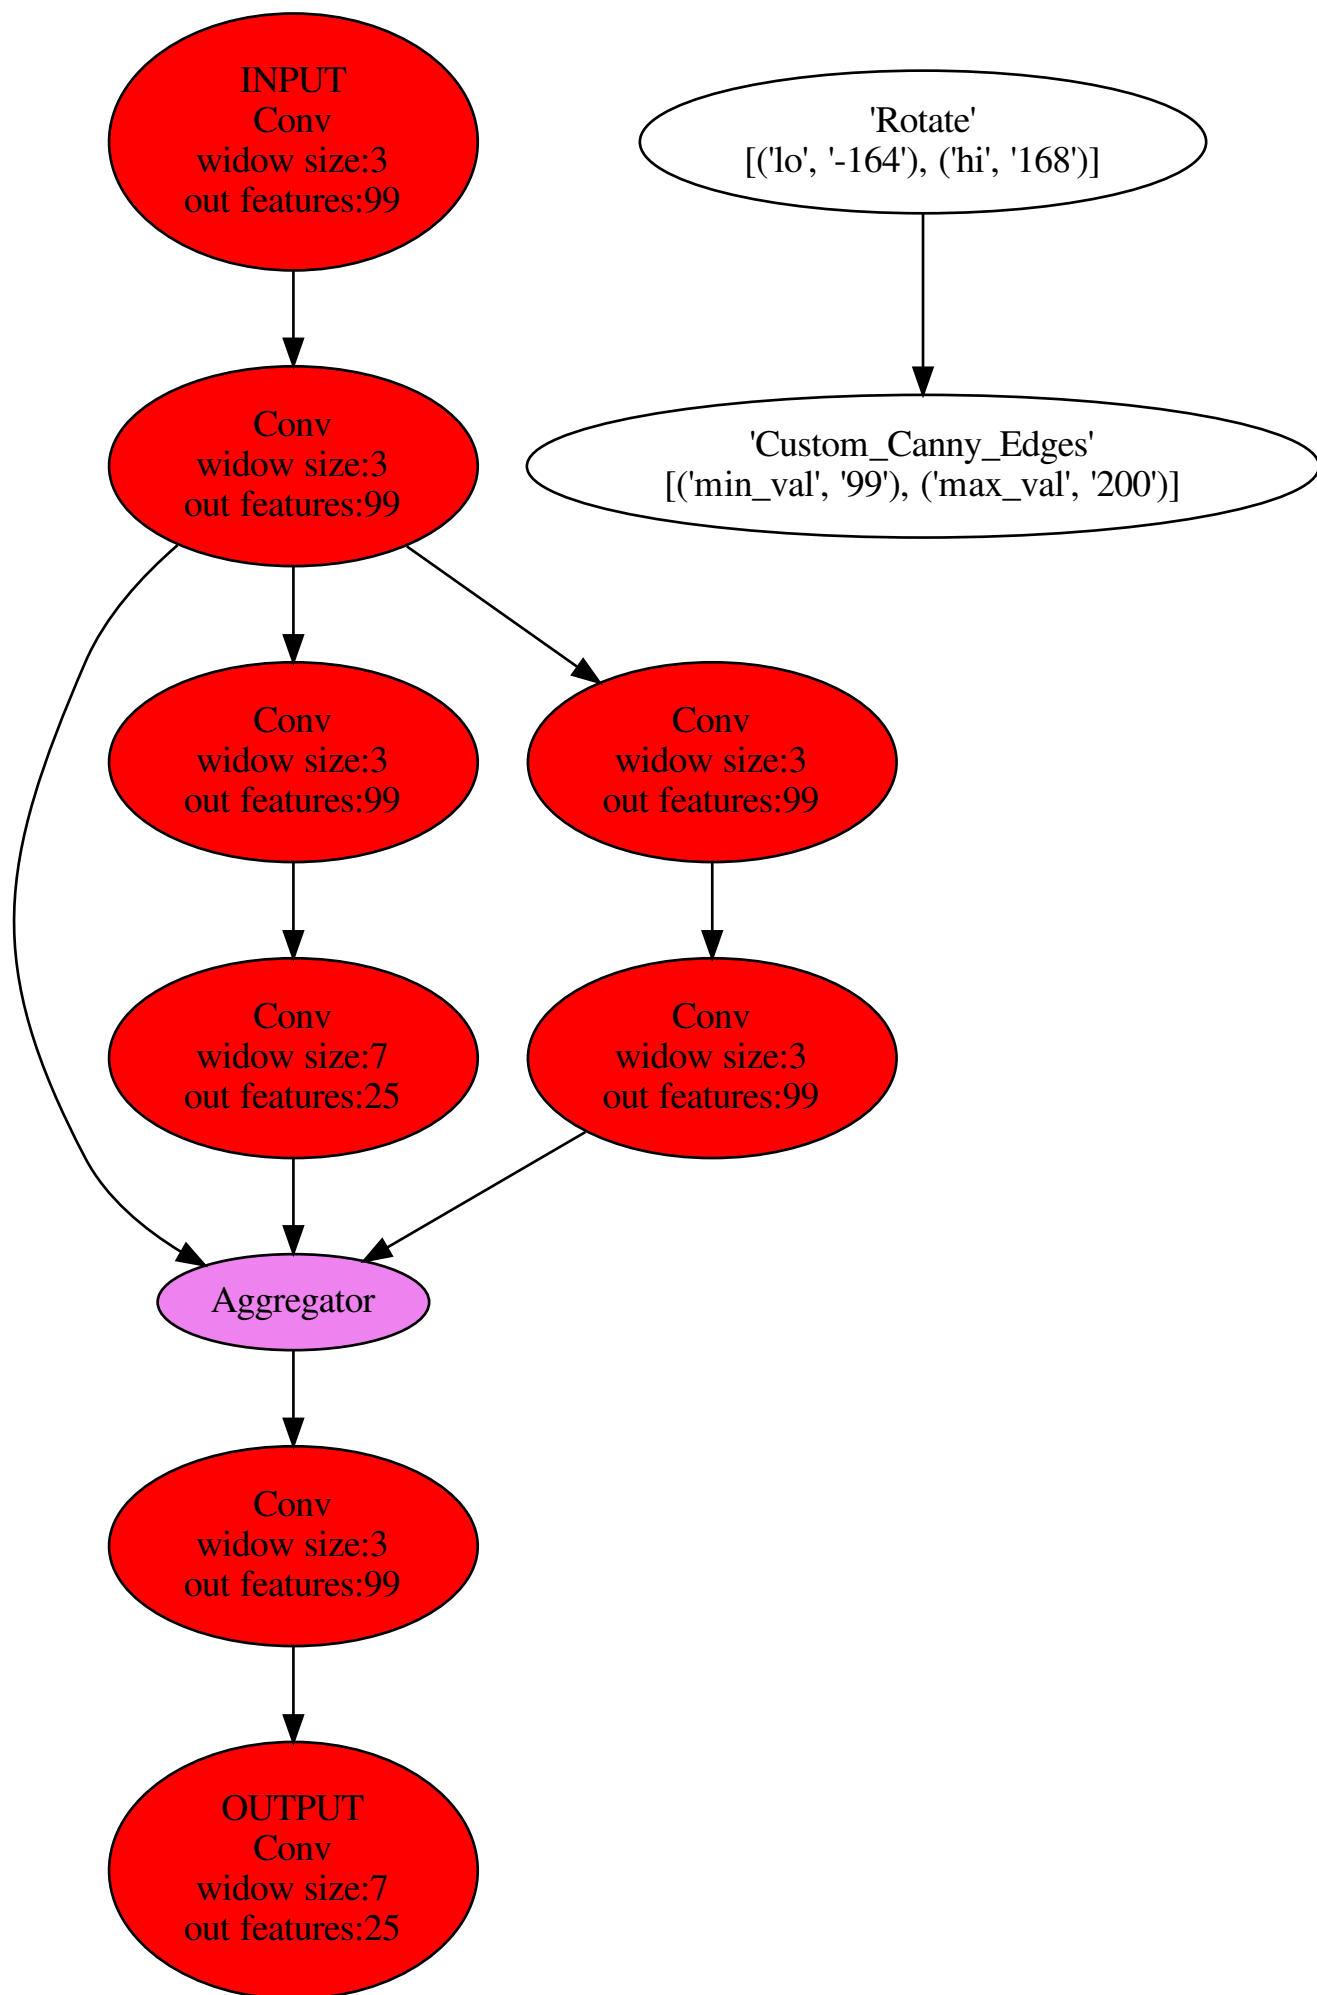 INPUT
Conv
widow size:3
out features:99
'Rotate'
[('lo', '-164'), ('hi', '168')]
Conv
widow size:3
out features:99
'Custom_Canny_Edges'
[('min_val', '99'), ('max_val', '200')]
Conv
widow size:3
out features:99
Conv
widow size:3
out features:99
Conv
widow size:7
out features:25
Conv
widow size:3
out features:99
Aggregator
Conv
widow size:3
out features:99
OUTPUT
Conv
widow size:7
out features:25